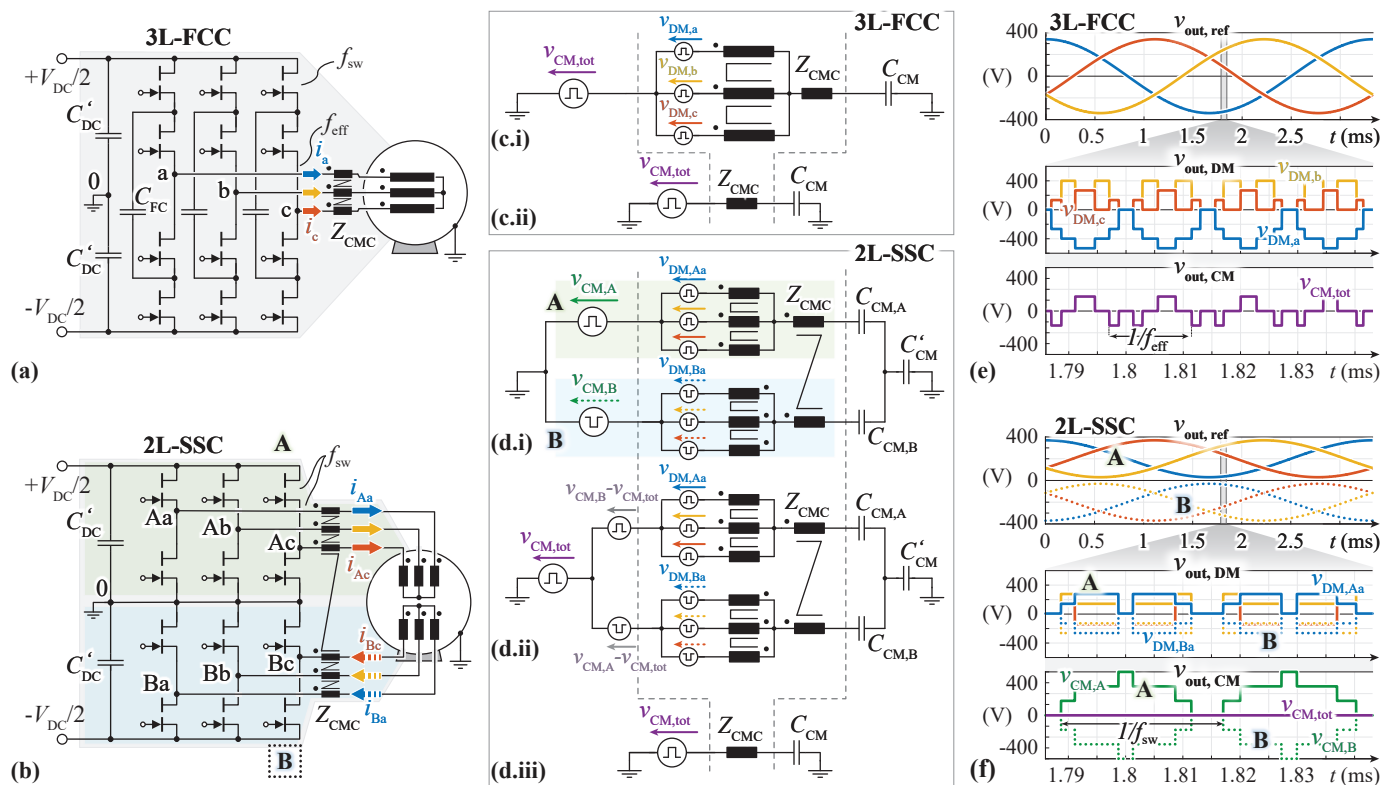 3L-FCC
+V_DC/2
C'_DC
0
C'_DC
-V_DC/2
f_sw
f_eff
a
b
c
C_FC
i_a
i_c
Z_CMC
(a)
2L-SSC
A
+V_DC/2
C'_DC
0
C'_DC
-V_DC/2
f_sw
Aa
Ab
Ac
Ba
Bb
Bc
i_Aa
i_Ac
i_Bc
i_Ba
Z_CMC
B
(b)
3L-FCC
v_CM,tot
v_DM,a
v_DM,b
v_DM,c
Z_CMC
C_CM
(c.i)
v_CM,tot
Z_CMC
C_CM
(c.ii)
2L-SSC
A
v_CM,A
v_DM,Aa
Z_CMC
C_CM,A
C'_CM
B
v_CM,B
v_DM,Ba
C_CM,B
(d.i)
v_CM,B-v_CM,tot
v_DM,Aa
Z_CMC
C_CM,A
v_CM,tot
C'_CM
v_DM,Ba
v_CM,A-v_CM,tot
C_CM,B
(d.ii)
v_CM,tot
Z_CMC
C_CM
(d.iii)
3L-FCC
v_out, ref
400
(V) 0
-400
0 0.5 1 1.5 2 2.5 t (ms)
v_out, DM
400
(V) 0
-400
v_DM,b
v_DM,c
v_DM,a
v_out, CM
400
(V) 0
-400
v_CM,tot
1/f_eff
1.79 1.8 1.81 1.82 1.83 t (ms)
(e)
2L-SSC
v_out, ref
400
(V) 0
-400
A
B
0 0.5 1 1.5 2 2.5 t (ms)
v_out, DM
400
(V) 0
-400
A
v_DM,Aa
v_DM,Ba
B
v_out, CM
400
(V) 0
-400
v_CM,A
A
v_CM,tot
1/f_sw
B
v_CM,B
1.79 1.8 1.81 1.82 1.83 t (ms)
(f)